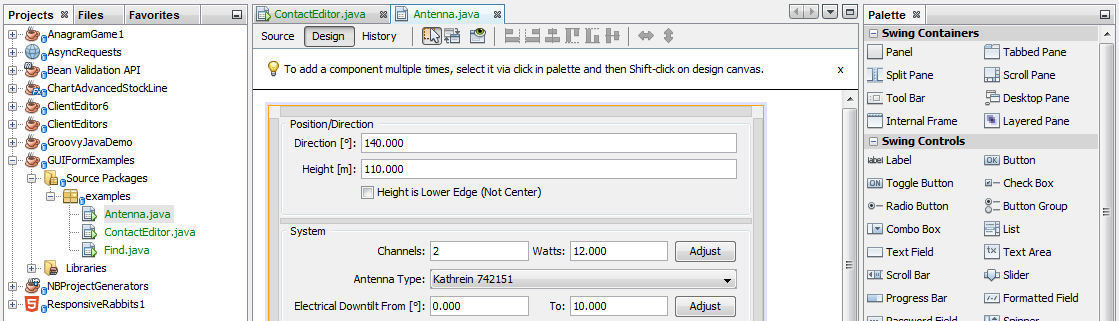 Projects Files Favorites
AnagramGame1
AsyncRequests
Bean Validation API
ChartAdvancedStockLine
ClientEditor6
ClientEditors
GroovyJavaDemo
GUIFormExamples
Source Packages
examples
Antenna.java
ContactEditor.java
Find.java
Libraries
NBProjectGenerators
ResponsiveRabbits1
ContactEditor.java Antenna.java
Source Design History
To add a component multiple times, select it via click in palette and then Shift-click on design canvas. x
Position/Direction
Direction [º]: 140.000
Height [m]: 110.000
Height is Lower Edge (Not Center)
System
Channels: 2 Watts: 12.000 Adjust
Antenna Type: Kathrein 742151
Electrical Downtilt From [º]: 0.000 To: 10.000 Adjust
Palette
Swing Containers
Panel Tabbed Pane
Split Pane Scroll Pane
Tool Bar Desktop Pane
Internal Frame Layered Pane
Swing Controls
label Label OK Button
ON Toggle Button Check Box
Radio Button Button Group
Combo Box List
Text Field tx Text Area
Scroll Bar Slider
Progress Bar Formatted Field
Password Field Spinner